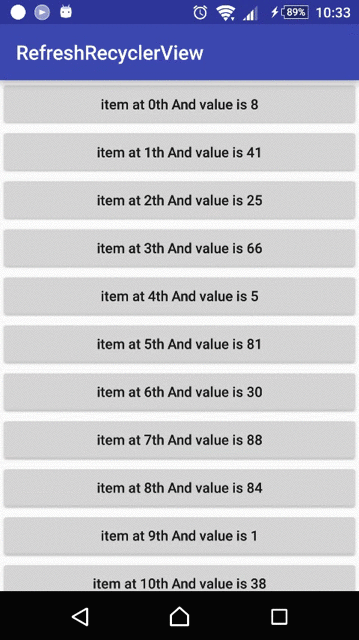 89% 10:33
RefreshRecyclerView
item at 0th And value is 8
item at 1th And value is 41
item at 2th And value is 25
item at 3th And value is 66
item at 4th And value is 5
item at 5th And value is 81
item at 6th And value is 30
item at 7th And value is 88
item at 8th And value is 84
item at 9th And value is 1
item at 10th And value is 38